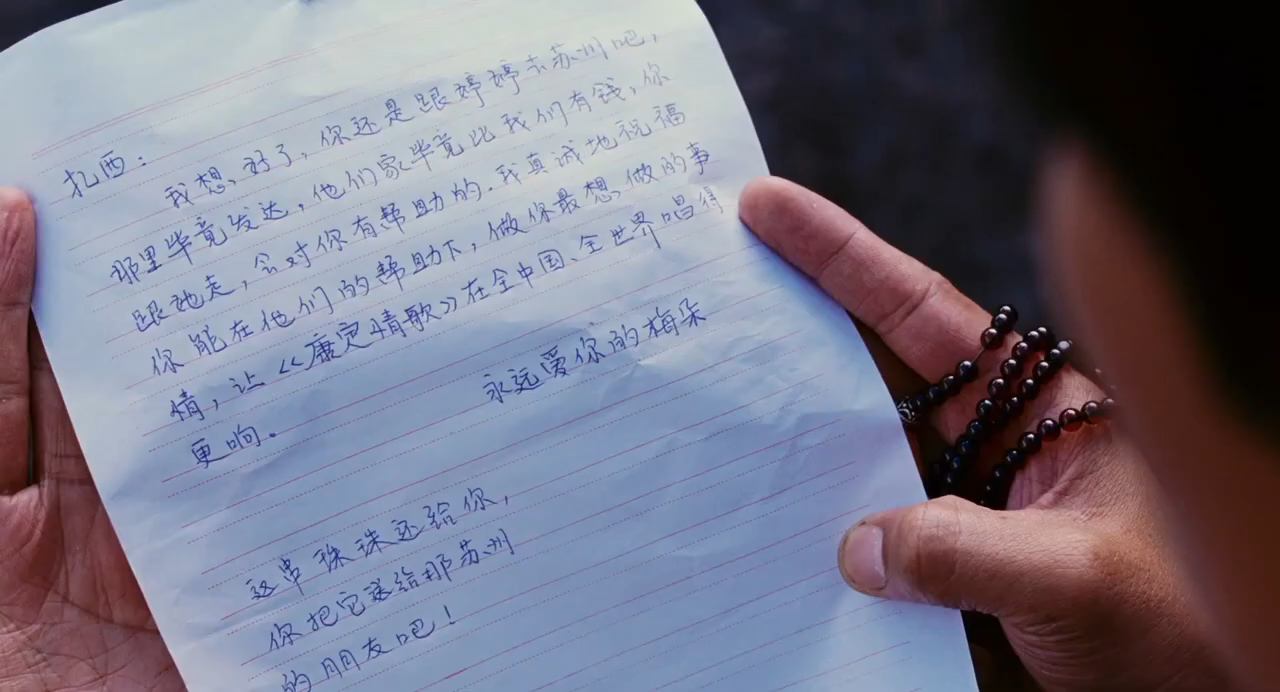 扎西：
我想好了，你还是跟婷婷去苏州吧，
那里毕竟发达，他们家毕竟比我们有钱，你
跟她走，会对你有帮助的。我真诚地祝福
你能在他们的帮助下，做你最想做的事
情，让《康定情歌》在全中国、全世界唱得
更响。
永远爱你的梅朵
这串珠珠还给你，
你把它送给那苏州
的朋友吧！